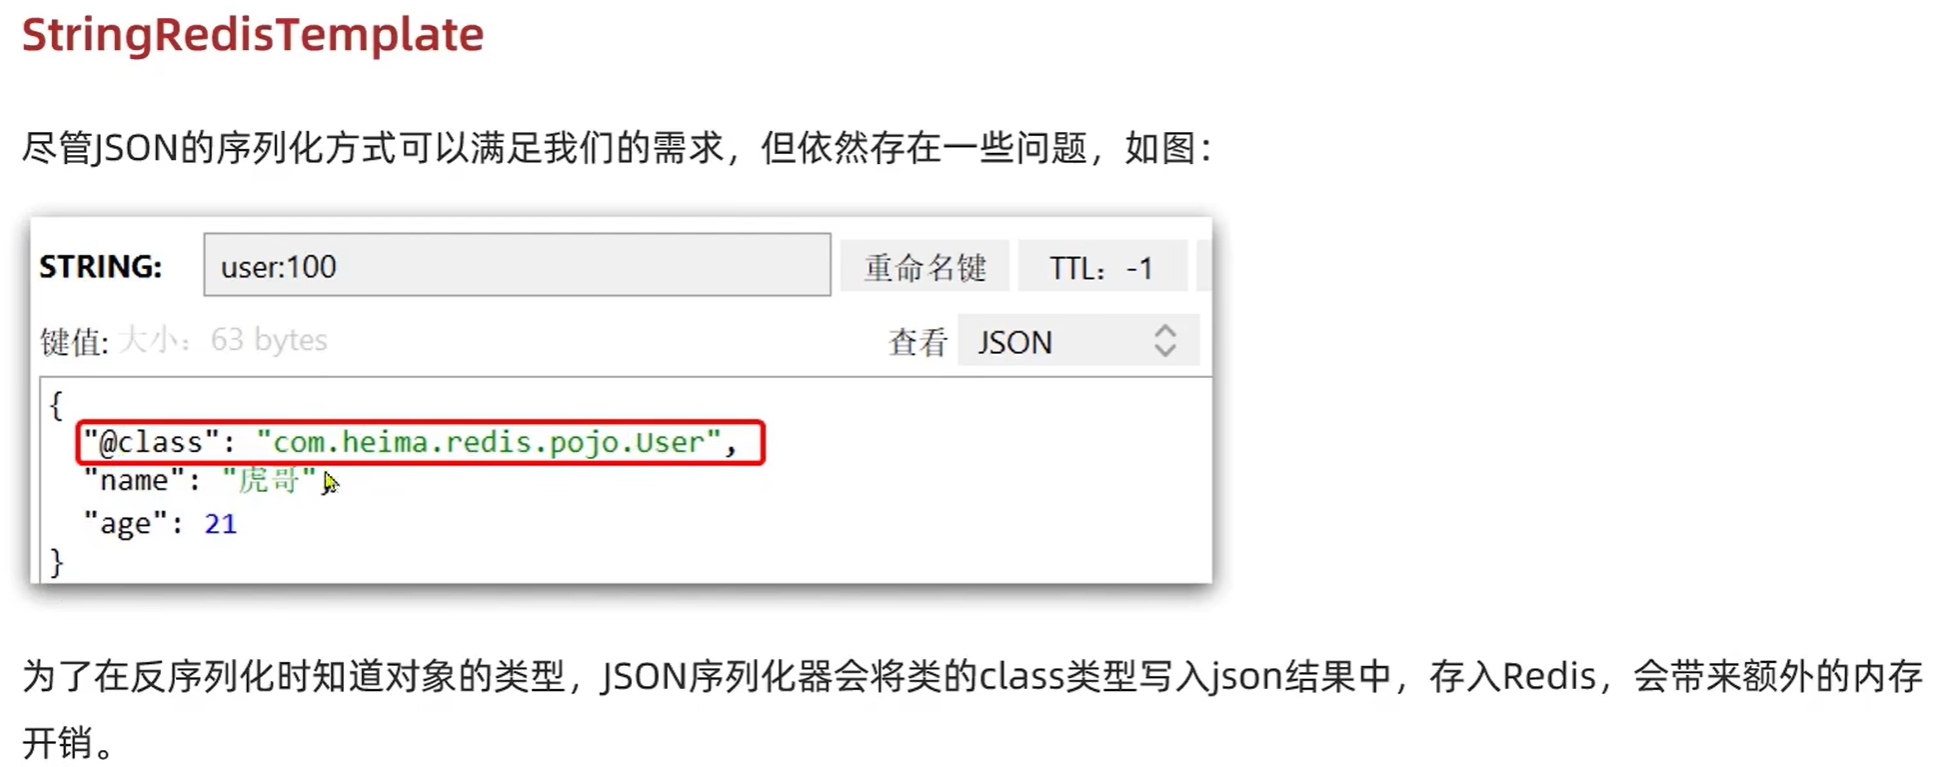 StringRedisTemplate
尽管JSON的序列化方式可以满足我们的需求，但依然存在一些问题，如图：
STRING: user:100 重命名键 TTL：-1
键值: 大小：63 bytes 查看 JSON
{
"@class": "com.heima.redis.pojo.User",
"name": "虎哥",
"age": 21
}
为了在反序列化时知道对象的类型，JSON序列化器会将类的class类型写入json结果中，存入Redis，会带来额外的内存
开销。